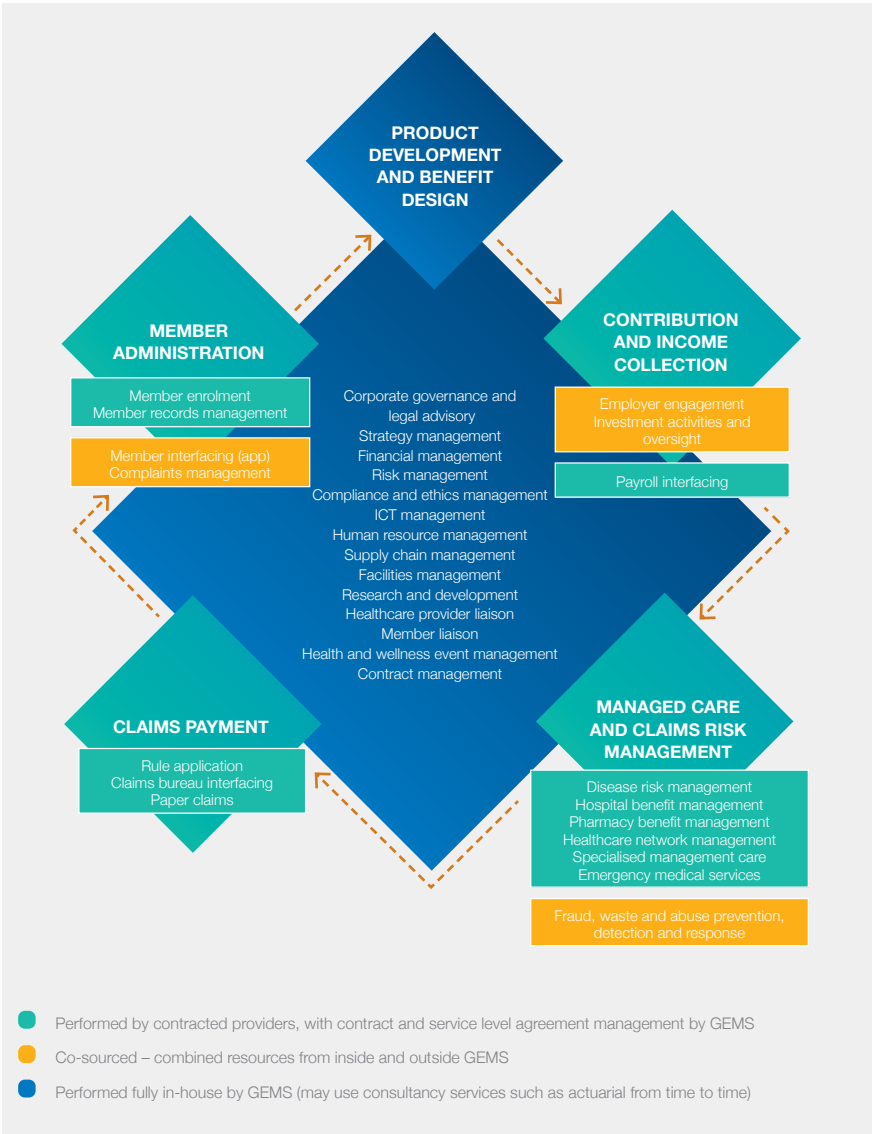 PRODUCT
DEVELOPMENT
AND BENEFIT
DESIGN
MEMBER
ADMINISTRATION
Member enrolment
Member records management
Member interfacing (app)
Complaints management
CONTRIBUTION
AND INCOME
COLLECTION
Employer engagement
Investment activities and
oversight
Payroll interfacing
Corporate governance and
legal advisory
Strategy management
Financial management
Risk management
Compliance and ethics management
ICT management
Human resource management
Supply chain management
Facilities management
Research and development
Healthcare provider liaison
Member liaison
Health and wellness event management
Contract management
CLAIMS PAYMENT
Rule application
Claims bureau interfacing
Paper claims
MANAGED CARE
AND CLAIMS RISK
MANAGEMENT
Disease risk management
Hospital benefit management
Pharmacy benefit management
Healthcare network management
Specialised management care
Emergency medical services
Fraud, waste and abuse prevention,
detection and response
Performed by contracted providers, with contract and service level agreement management by GEMS
Co-sourced – combined resources from inside and outside GEMS
Performed fully in-house by GEMS (may use consultancy services such as actuarial from time to time)